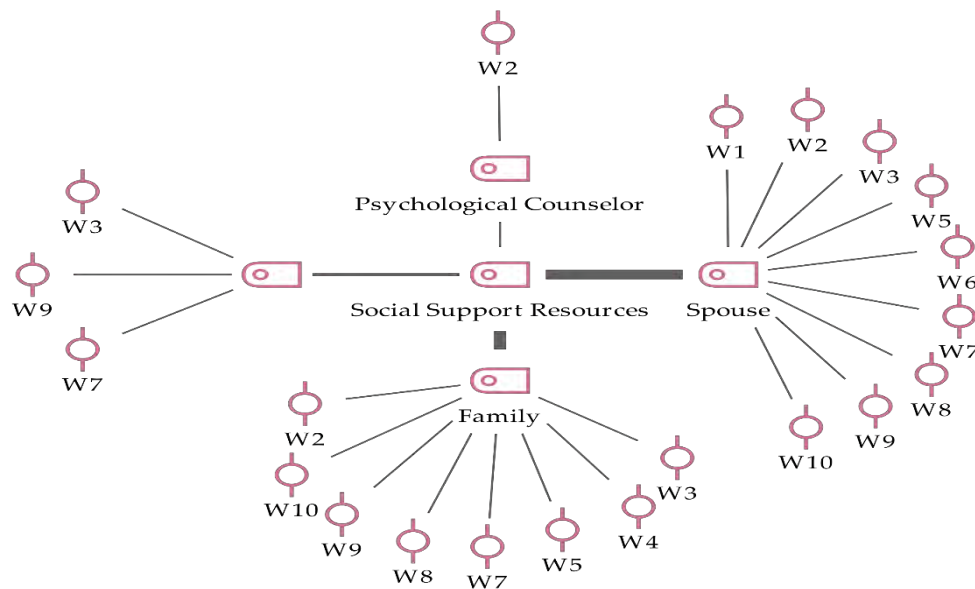 W2
W1
W2
W3
W3
Psychological Counselor
W5
W9
Social Support Resources
Spouse
W6
W7
W7
W8
Family
W2
W9
W10
W3
W10
W9
W4
W8
W7
W5